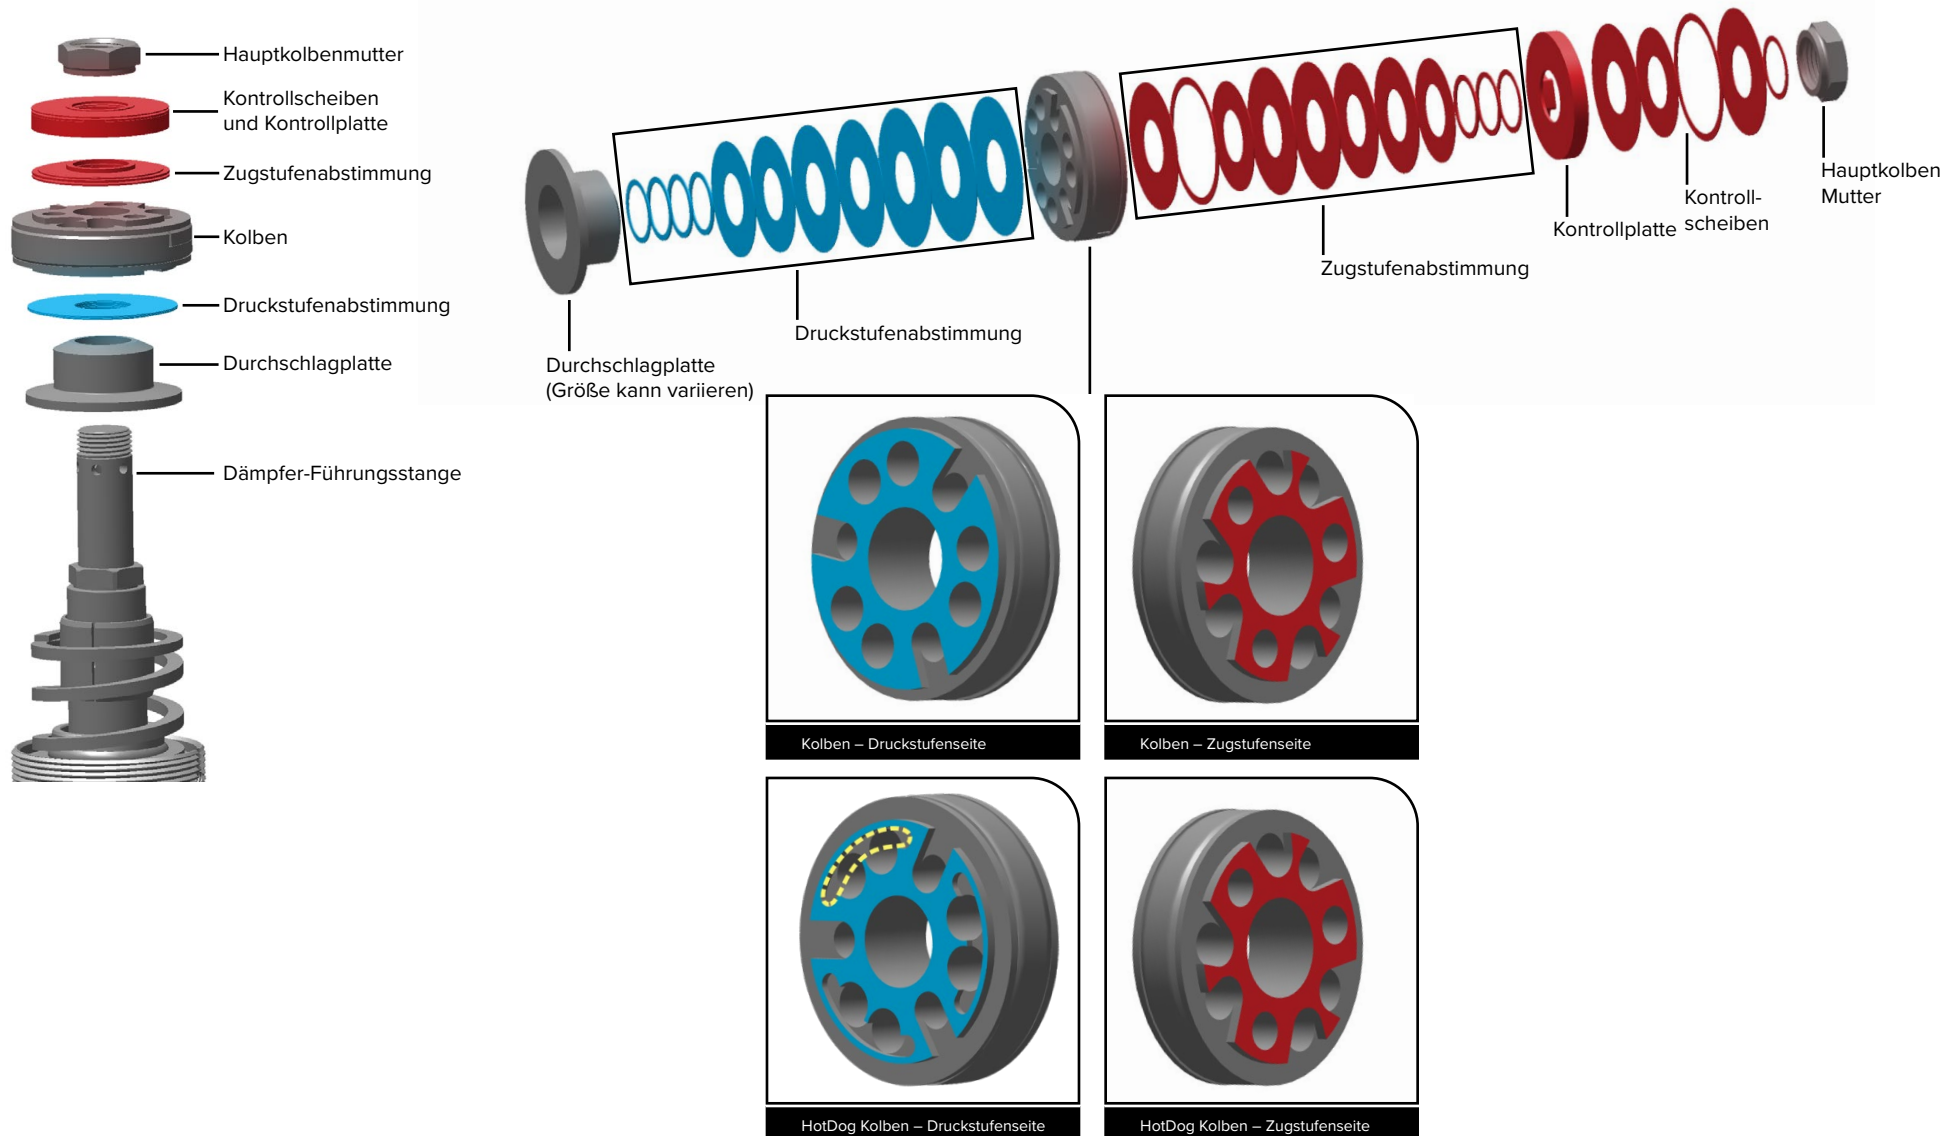 Hauptkolbenmutter
Kontrollscheiben
und Kontrollplatte
Zugstufenabstimmung
Kolben
Druckstufenabstimmung
Durchschlagplatte
Dämpfer-Führungsstange
Durchschlagplatte
(Größe kann variieren)
Druckstufenabstimmung
Zugstufenabstimmung
Kontrollplatte
Kontroll-
scheiben
Hauptkolben
Mutter
Kolben – Druckstufenseite
Kolben – Zugstufenseite
HotDog Kolben – Druckstufenseite
HotDog Kolben – Zugstufenseite